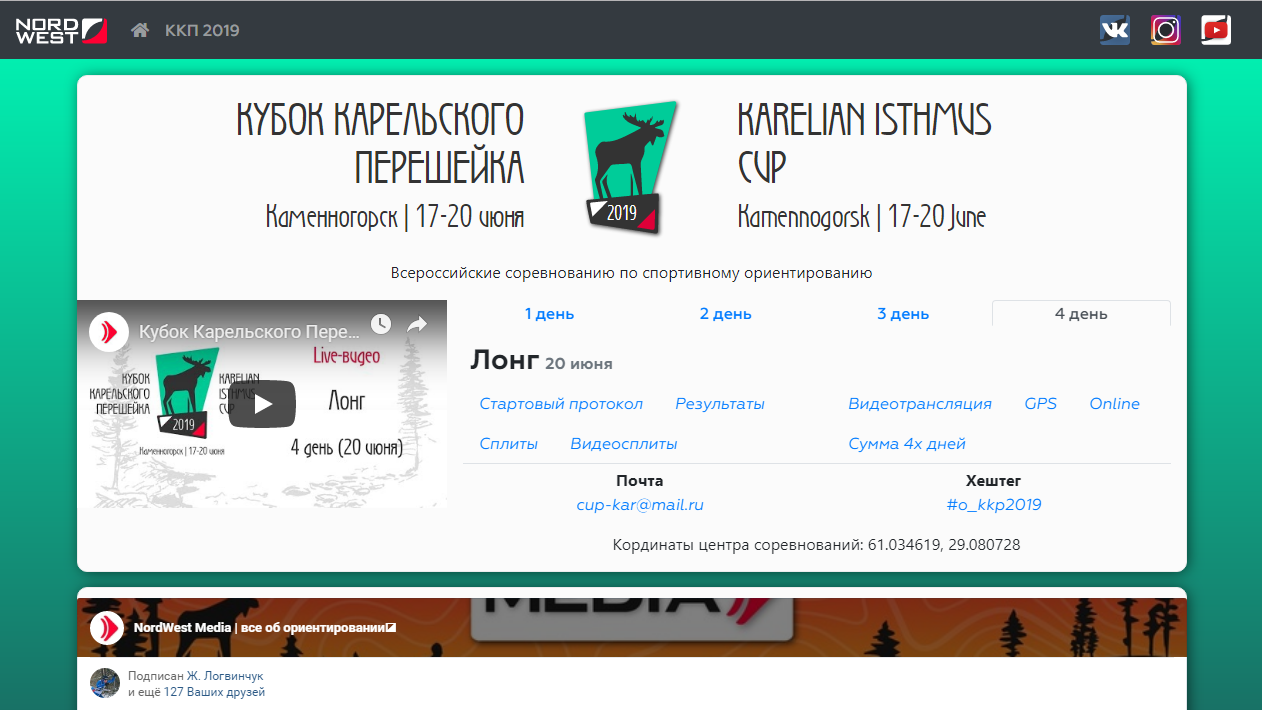 NORD
WEST
ККП 2019
КУБОК КАРЕЛЬСКОГО
ПЕРЕШЕЙКА
Каменногорск | 17-20 июня
2019
KARELIAN ISTHMUS
CUP
Kamennogorsk | 17-20 June
Всероссийские соревнованию по спортивному ориентированию
Кубок Карельского Пере...
Live-видео
КУБОК
КАРЕЛЬСКОГО
ПЕРЕШЕЙКА
KARELIAN
ISTHMUS
CUP
2019
Каменногорск | 17-20 июня
Лонг
4 день (20 июня)
1 день
2 день
3 день
4 день
Лонг 20 июня
Стартовый протокол Результаты Видеотрансляция GPS Online
Сплиты Видеосплиты Сумма 4х дней
Почта
cup-kar@mail.ru
Хештег
#o_kkp2019
Кординаты центра соревнований: 61.034619, 29.080728
MEDIA
NordWest Media | все об ориентировании
Подписан Ж. Логвинчук
и ещё 127 Ваших друзей